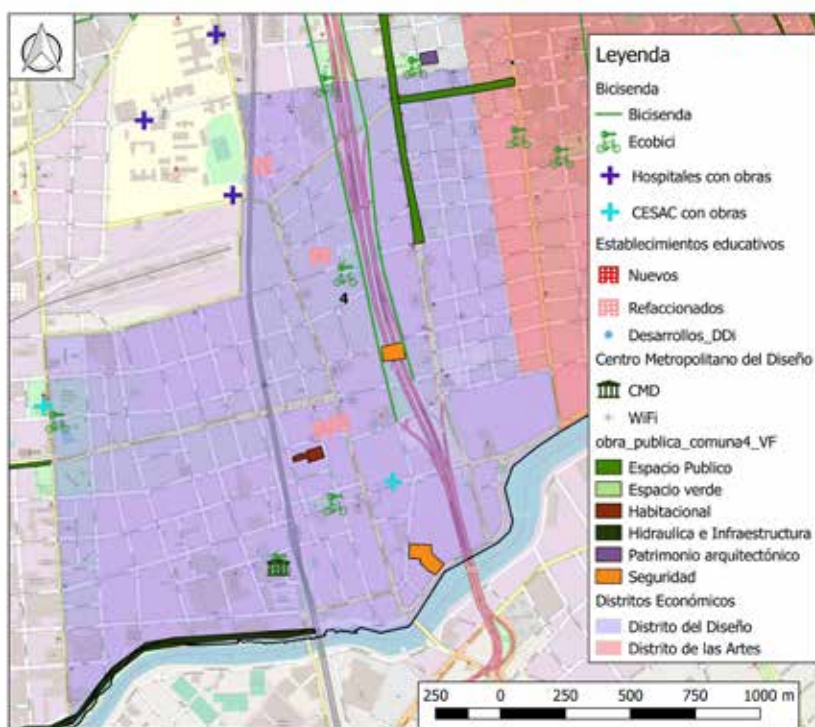 Leyenda
Bicisenda
Bicisenda
Ecobici
Hospitales con obras
CESAC con obras
Establecimientos educativos
Nuevos
Refaccionados
Desarrollos_DDi
Centro Metropolitano del Diseño
CMD
WiFi
obra_publica_comuna4_VF
Espacio Publico
Espacio verde
Habitacional
Hidraulica e Infraestructura
Patrimonio arquitectónico
Seguridad
Distritos Económicos
Distrito del Diseño
Distrito de las Artes
4
250 0 250 500 750 1000 m